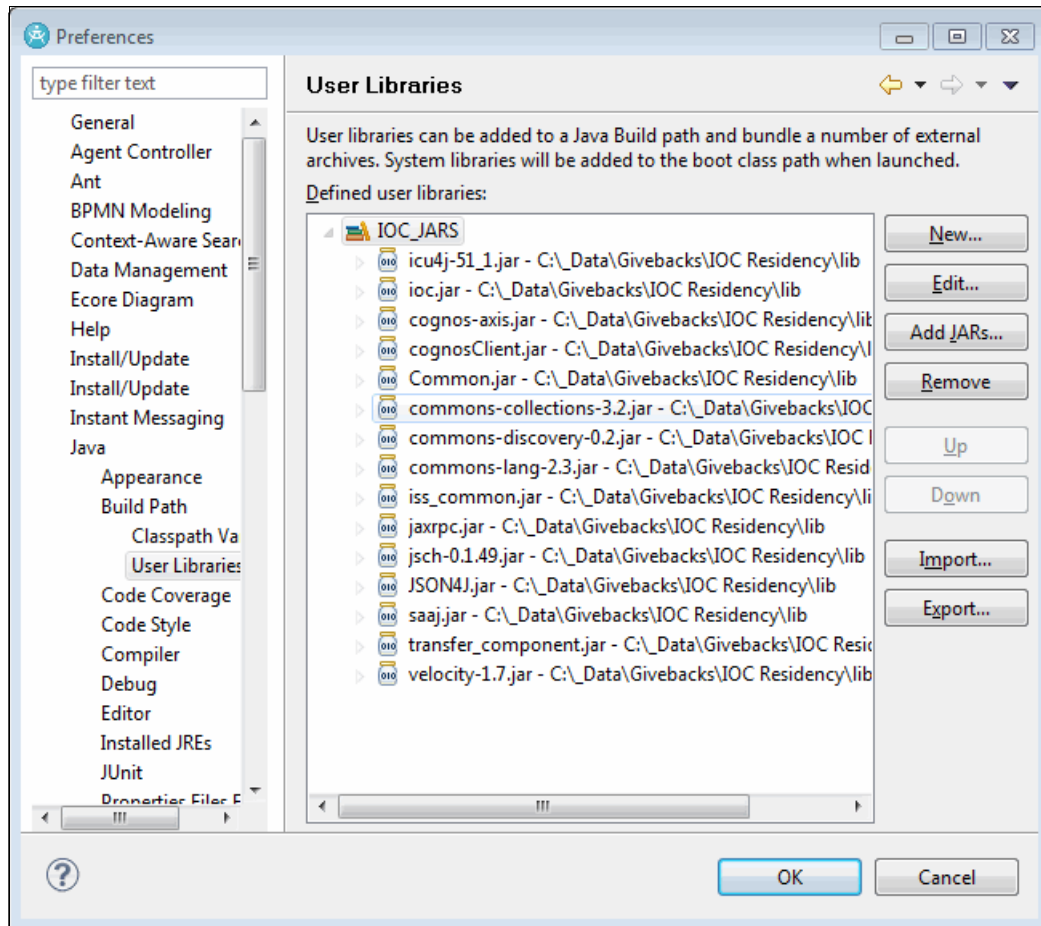 Preferences
type filter text
General
Agent Controller
Ant
BPMN Modeling
Context-Aware Sear
Data Management
Ecore Diagram
Help
Install/Update
Install/Update
Instant Messaging
Java
Appearance
Build Path
Classpath Va
User Libraries
Code Coverage
Code Style
Compiler
Debug
Editor
Installed JREs
JUnit
Properties Files F
User Libraries
User libraries can be added to a Java Build path and bundle a number of external
archives. System libraries will be added to the boot class path when launched.
Defined user libraries:
IOC_JARS
icu4j-51_1.jar - C:\_Data\Givebacks\IOC Residency\lib
ioc.jar - C:\_Data\Givebacks\IOC Residency\lib
cognos-axis.jar - C:\_Data\Givebacks\IOC Residency\lib
cognosClient.jar - C:\_Data\Givebacks\IOC Residency\l
Common.jar - C:\_Data\Givebacks\IOC Residency\lib
commons-collections-3.2.jar - C:\_Data\Givebacks\IOC
commons-discovery-0.2.jar - C:\_Data\Givebacks\IOC
commons-lang-2.3.jar - C:\_Data\Givebacks\IOC Resid
iss_common.jar - C:\_Data\Givebacks\IOC Residency\li
jaxrpc.jar - C:\_Data\Givebacks\IOC Residency\lib
jsch-0.1.49.jar - C:\_Data\Givebacks\IOC Residency\lib
JSON4J.jar - C:\_Data\Givebacks\IOC Residency\lib
saaj.jar - C:\_Data\Givebacks\IOC Residency\lib
transfer_component.jar - C:\_Data\Givebacks\IOC Resid
velocity-1.7.jar - C:\_Data\Givebacks\IOC Residency\lib
New...
Edit...
Add JARs...
Remove
Up
Down
Import...
Export...
OK
Cancel